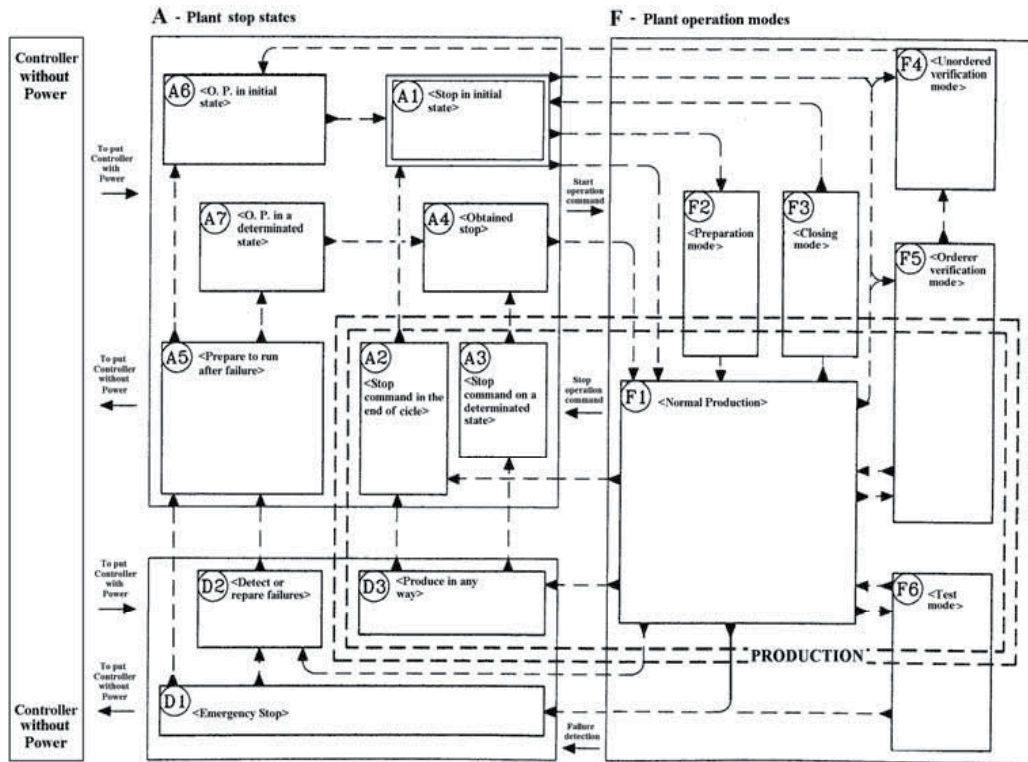 A - Plant stop states
F - Plant operation modes
Controller
without
Power
A6
<O. P. in initial
state>
A1
<Stop in initial
state>
F4
<Unordered
verification
mode>
To put
Controller
with
Power
Start
operation
command
A7
<O. P. in a
determinated
state>
A4
<Obtained
stop>
F2
<Preparation
mode>
F3
<Closing
mode>
F5
<Orderer
verification
mode>
To put
Controller
without
Power
A5
<Prepare to run
after failure>
A2
<Stop
command in the
end of cicle>
A3
<Stop
command on a
determinated
state>
Stop
operation
command
F1
<Normal Production>
To put
Controller
with
Power
D2
<Detect or
repare failures>
D3
<Produce in any
way>
F6
<Test
mode>
PRODUCTION
To put
Controller
without
Power
D1
<Emergency Stop>
Controller
without
Power
Failure
detection